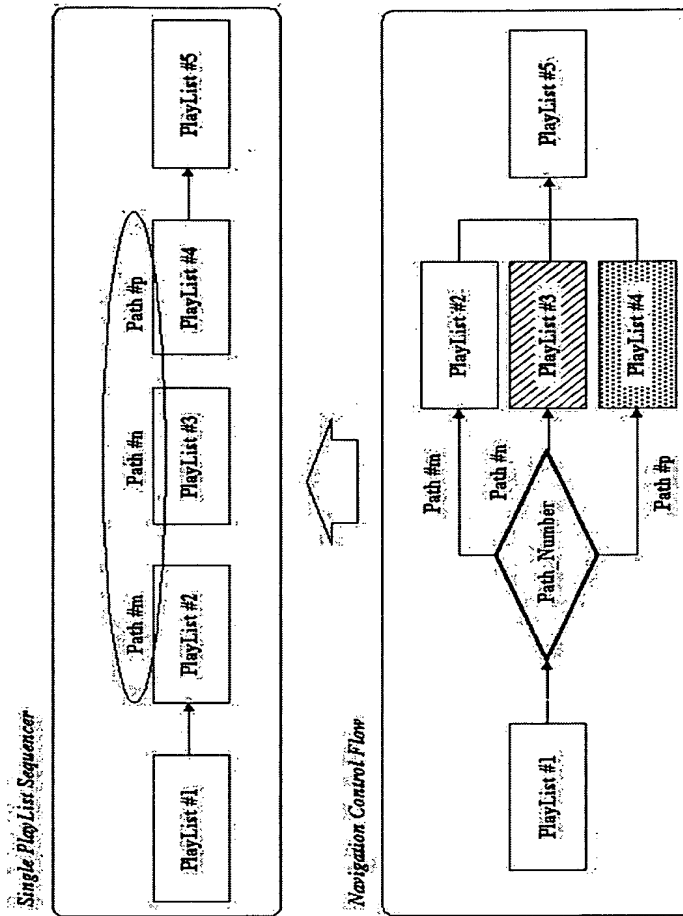 Single PlayList Sequencer
Path #m
Path #n
Path #p
PlayList #1
PlayList #2
PlayList #3
PlayList #4
PlayList #5
Navigation Control Flow
PlayList #1
Path_Number
Path #m
Path #n
Path #p
PlayList #2
PlayList #3
PlayList #4
PlayList #5